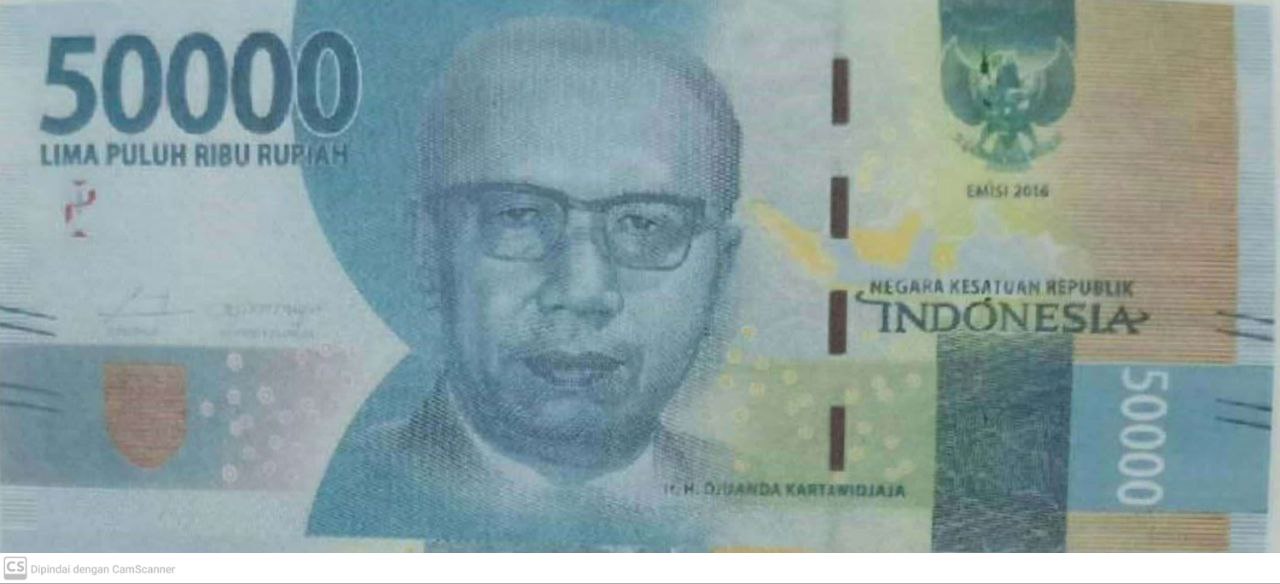 50000
LIMA PULUH RIBU RUPIAH
EMISI 2016
NEGARA KESATUAN REPUBLIK
INDONESIA
50000
Ir. H. DJUANDA KARTAWIDJAJA
CS Dipindai dengan CamScanner